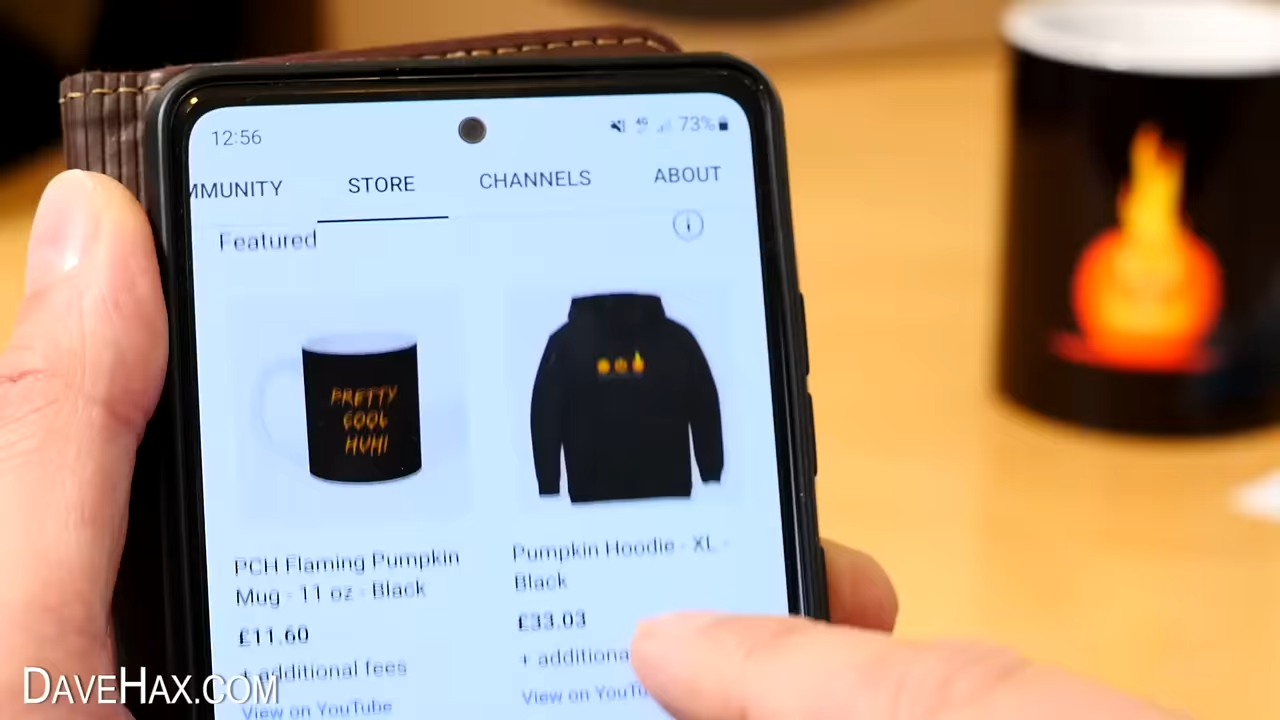 12:56 4G 73%
MMUNITY STORE CHANNELS ABOUT
Featured
PRETTY
COOL
HUH!
PCH Flaming Pumpkin
Mug - 11 oz - Black
£11.60
+ additional fees
View on YouTube
Pumpkin Hoodie - XL -
Black
£33.03
+ additiona
View on YouTu
DAVEHAX.COM